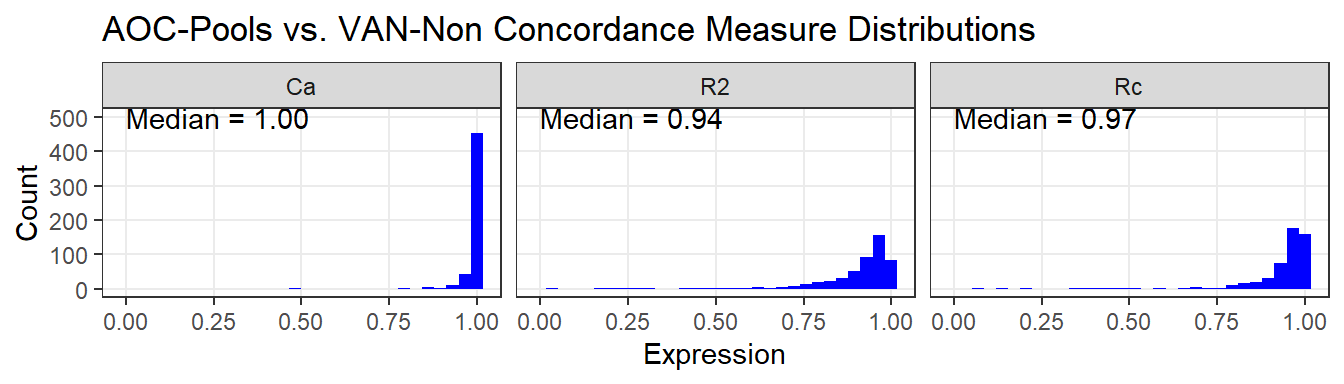 AOC-Pools vs. VAN-Non Concordance Measure Distributions
Ca R2 Rc
Median = 1.00 Median = 0.94 Median = 0.97
500
400
300
200
100
0
Count
0.00 0.25 0.50 0.75 1.00 0.00 0.25 0.50 0.75 1.00 0.00 0.25 0.50 0.75 1.00
Expression